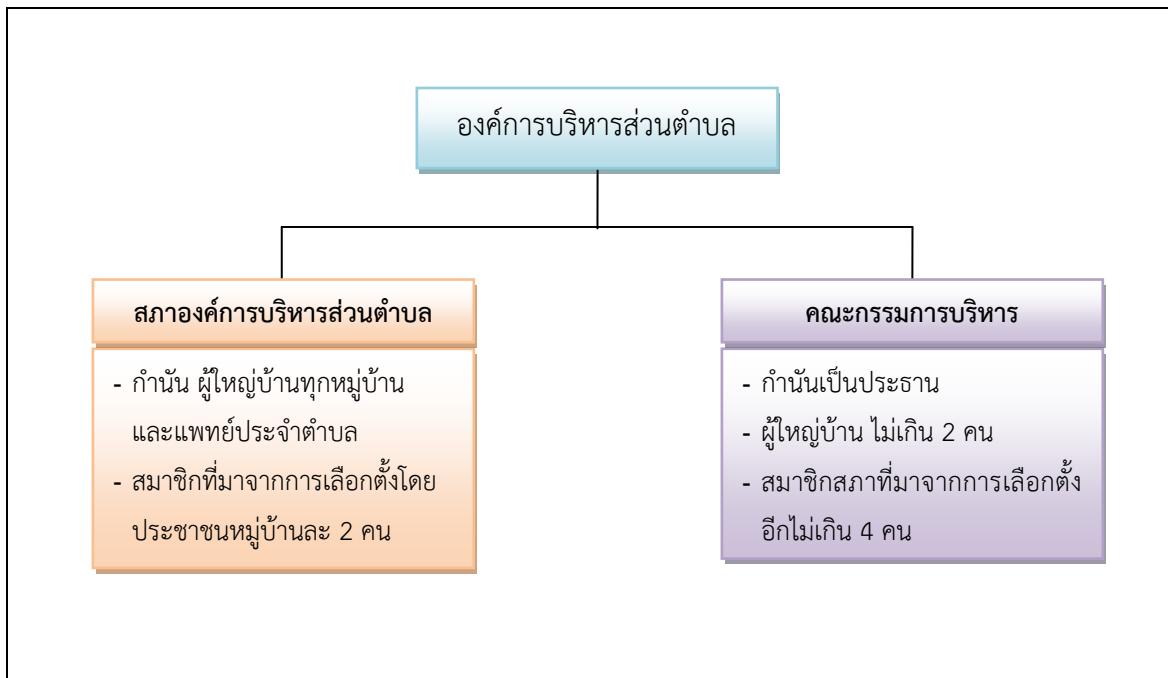 องค์การบริหารส่วนตำบล
สภาองค์การบริหารส่วนตำบล
- กำนัน ผู้ใหญ่บ้านทุกหมู่บ้าน
และแพทย์ประจำตำบล
- สมาชิกที่มาจากการเลือกตั้งโดย
ประชาชนหมู่บ้านละ 2 คน
คณะกรรมการบริหาร
- กำนันเป็นประธาน
- ผู้ใหญ่บ้าน ไม่เกิน 2 คน
- สมาชิกสภาที่มาจากการเลือกตั้ง
อีกไม่เกิน 4 คน